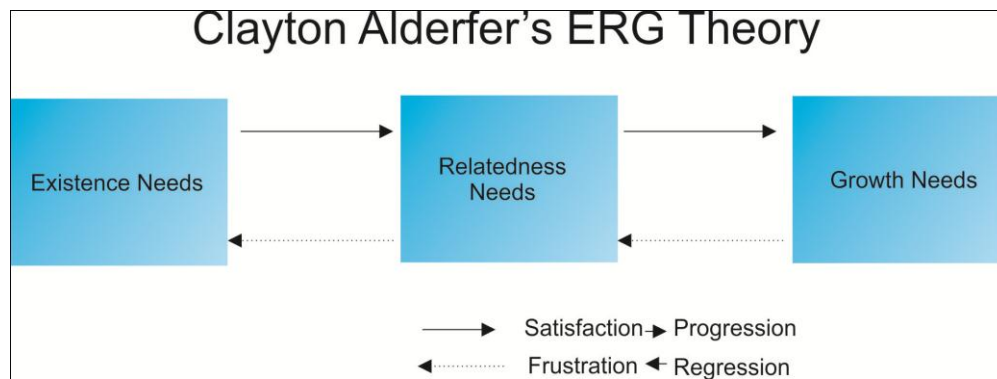 Clayton Alderfer's ERG Theory
Existence Needs
Relatedness
Needs
Growth Needs
Satisfaction Progression
Frustration Regression